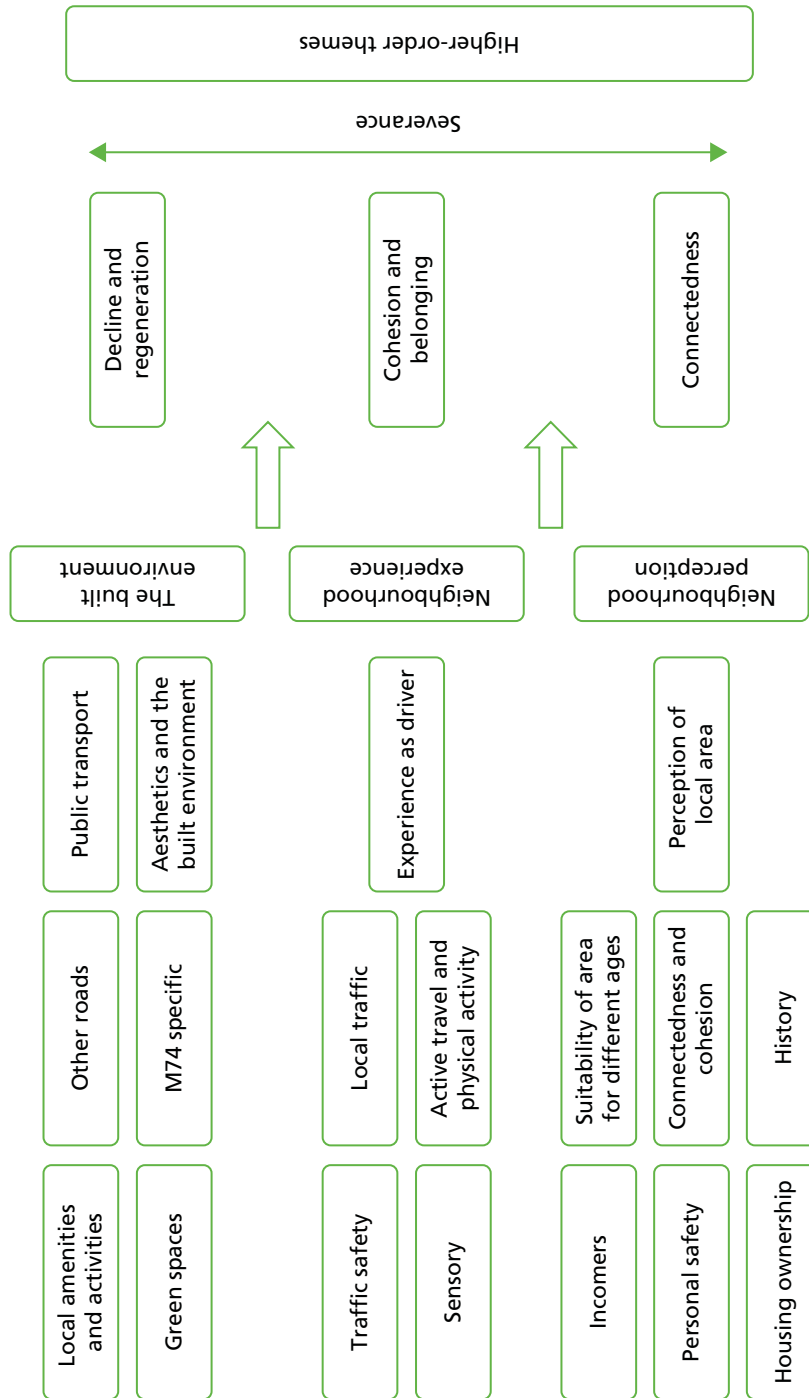 Local amenities
and activities
Other roads
Public transport
Green spaces
M74 specific
Aesthetics and the
built environment
The built
environment
Decline and
regeneration
Traffic safety
Local traffic
Experience as driver
Sensory
Active travel and
physical activity
Neighbourhood
experience
Cohesion and
belonging
Incomers
Suitability of area
for different ages
Perception of
local area
Personal safety
Connectedness and
cohesion
Housing ownership
History
Neighbourhood
perception
Connectedness
Severance
Higher-order themes